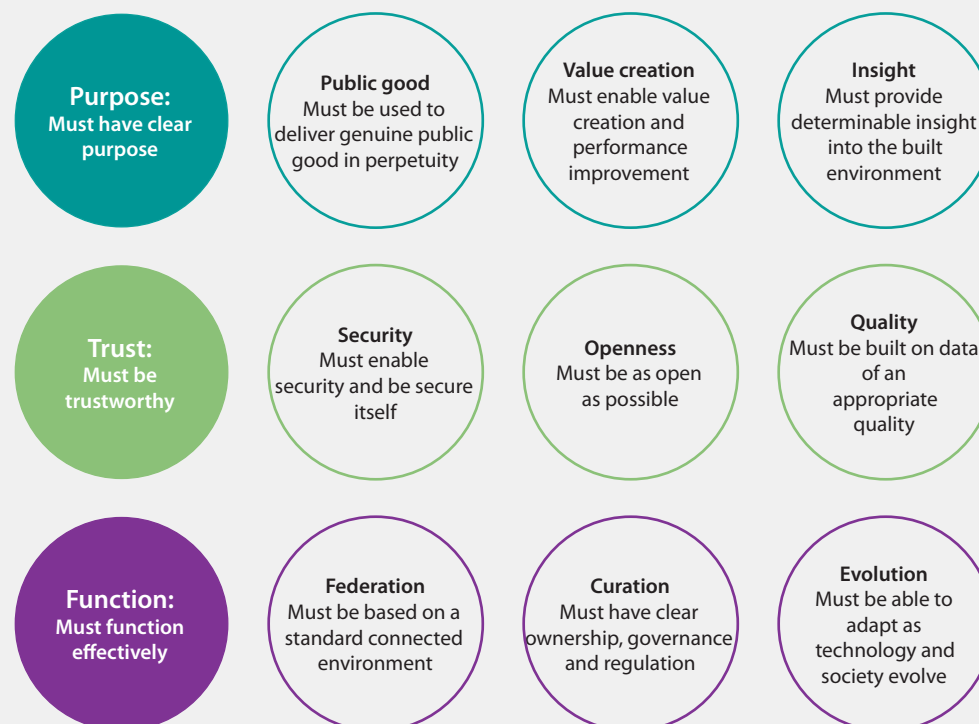 Purpose:
Must have clear
purpose
Public good
Must be used to
deliver genuine public
good in perpetuity
Value creation
Must enable value
creation and
performance
improvement
Insight
Must provide
determinable insight
into the built
environment
Trust:
Must be
trustworthy
Security
Must enable
security and be secure
itself
Openness
Must be as open
as possible
Quality
Must be built on data
of an
appropriate
quality
Function:
Must function
effectively
Federation
Must be based on a
standard connected
environment
Curation
Must have clear
ownership, governance
and regulation
Evolution
Must be able to
adapt as
technology and
society evolve